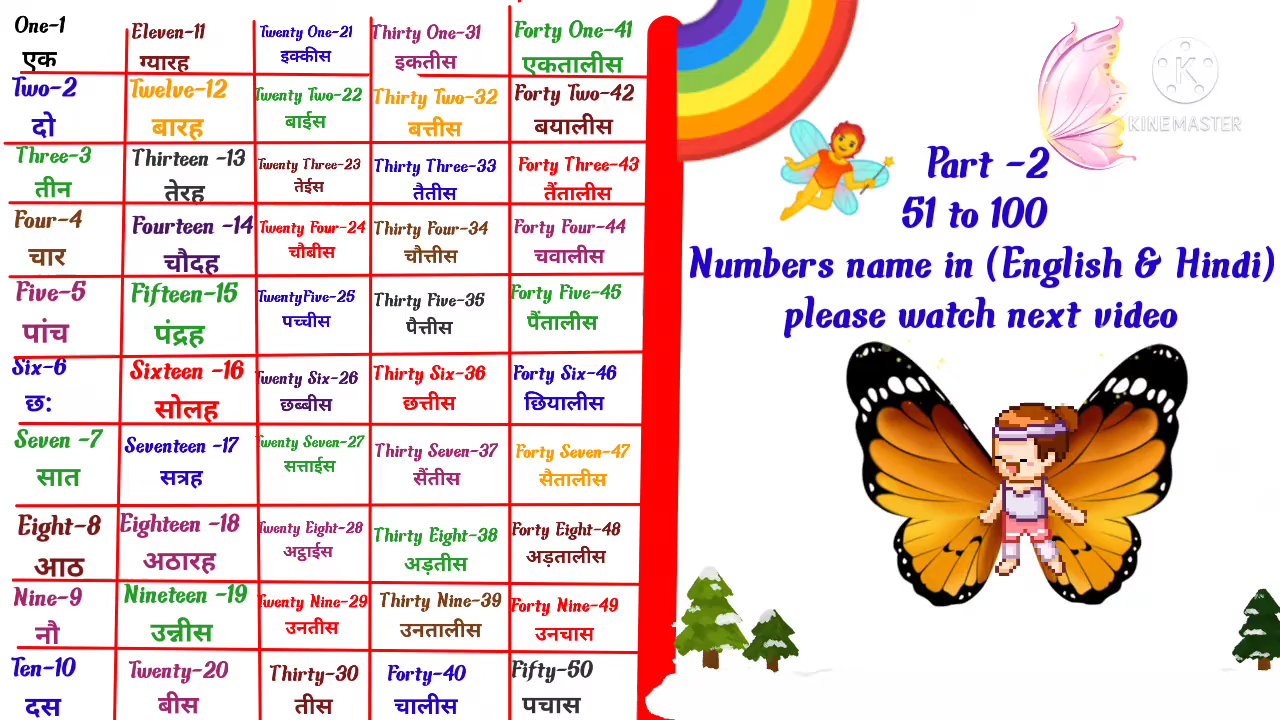 One-1
एक
Two-2
दो
Three-3
तीन
Four-4
चार
Five-5
पांच
Six-6
छ:
Seven -7
सात
Eight-8
आठ
Nine-9
नौ
Ten-10
दस
Eleven-11
ग्यारह
Twelve-12
बारह
Thirteen -13
तेरह
Fourteen -14
चौदह
Fifteen-15
पंद्रह
Sixteen -16
सोलह
Seventeen -17
सत्रह
Eighteen -18
अठारह
Nineteen -19
उन्नीस
Twenty-20
बीस
Twenty One-21
इक्कीस
Twenty Two-22
बाईस
Twenty Three-23
तेईस
Twenty Four-24
चौबीस
TwentyFive-25
पच्चीस
Twenty Six-26
छब्बीस
Twenty Seven-27
सत्ताईस
Twenty Eight-28
अट्ठाईस
Twenty Nine-29
उनतीस
Thirty-30
तीस
Thirty One-31
इकतीस
Thirty Two-32
बत्तीस
Thirty Three-33
तैतीस
Thirty Four-34
चौत्तीस
Thirty Five-35
पैत्तीस
Thirty Six-36
छत्तीस
Thirty Seven-37
सैंतीस
Thirty Eight-38
अड़तीस
Thirty Nine-39
उनतालीस
Forty-40
चालीस
Forty One-41
एकतालीस
Forty Two-42
बयालीस
Forty Three-43
तैंतालीस
Forty Four-44
चवालीस
Forty Five-45
पैंतालीस
Forty Six-46
छियालीस
Forty Seven-47
सैतालीस
Forty Eight-48
अड़तालीस
Forty Nine-49
उनचास
Fifty-50
पचास
K
KINEMASTER
Part -2
51 to 100
Numbers name in (English & Hindi)
please watch next video